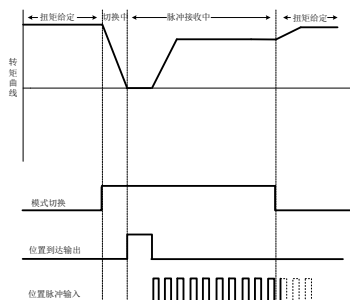 扭矩给定
切换中
脉冲接收中
扭矩给定
转矩曲线
模式切换
位置到达输出
位置脉冲输入